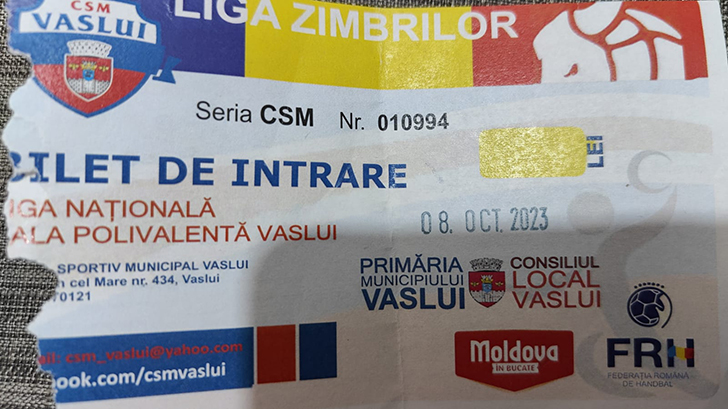 CSM
VASLUI
LIGA ZIMBRILOR
Seria CSM Nr. 010994
LEI
BILET DE INTRARE
IGA NAȚIONALĂ
ALA POLIVALENTĂ VASLUI
08. OCT. 2023
SPORTIV MUNICIPAL VASLUI
n cel Mare nr. 434, Vaslui
70121
PRIMĂRIA
MUNICIPIULUI
VASLUI
CONSILIUL
LOCAL
VASLUI
ail: csm_vaslui@yahoo.com
ook.com/csmvaslui
Moldova
ÎN BUCATE
FRH
FEDERAȚIA ROMÂNĂ
DE HANDBAL